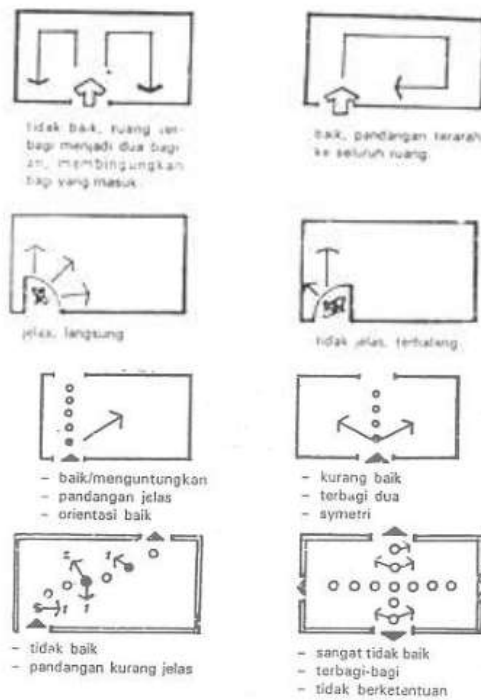 tidak baik, ruang ter-
bagi menjadi dua bagi
an, membingungkan
bagi yang masuk
baik, pandangan terarah
ke seluruh ruang
jelas, langsung
tidak jelas, terhalang
- baik/menguntungkan
- pandangan jelas
- orientasi baik
- kurang baik
- terbagi dua
- symetri
- tidak baik
- pandangan kurang jelas
- sangat tidak baik
- terbagi-bagi
- tidak berketentuan